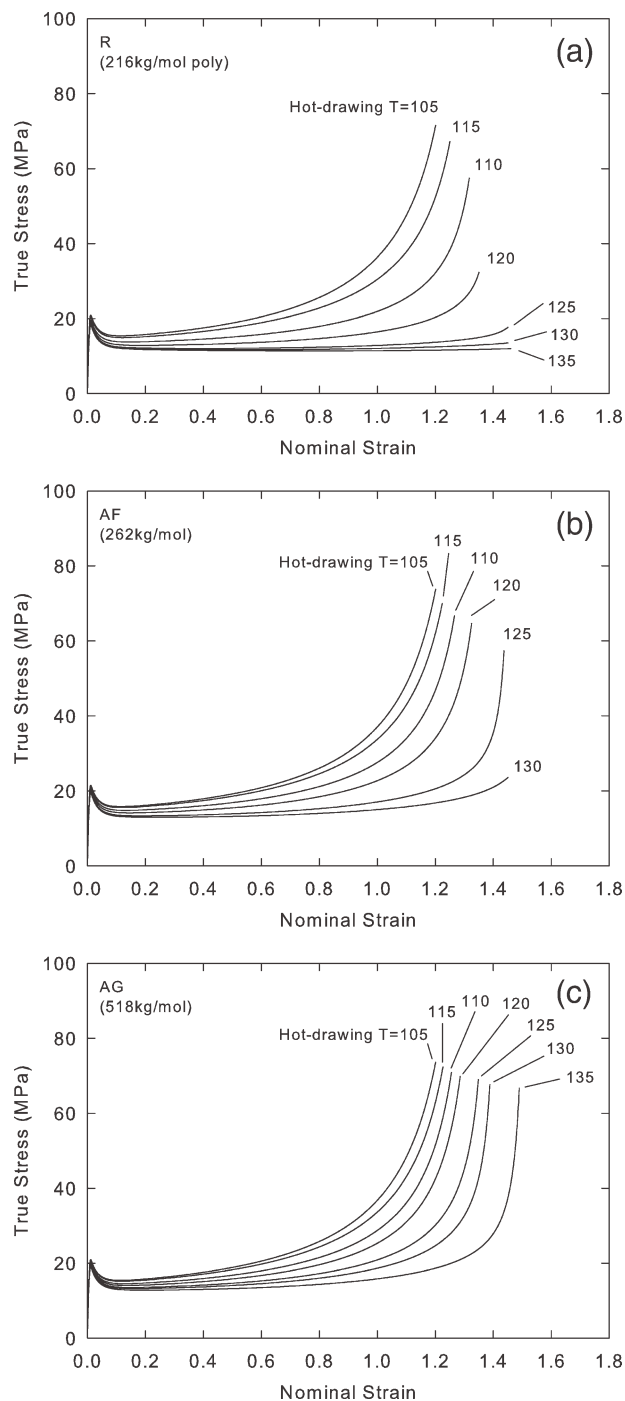 100
R
(216kg/mol poly)
(a)
80
Hot-drawing T=105
115
110
60
True Stress (MPa)
40
120
20
125
130
135
0
0.0 0.2 0.4 0.6 0.8 1.0 1.2 1.4 1.6 1.8
Nominal Strain
100
AF
(262kg/mol)
(b)
80
Hot-drawing T=105
115
110
120
60
125
True Stress (MPa)
40
130
20
0
0.0 0.2 0.4 0.6 0.8 1.0 1.2 1.4 1.6 1.8
Nominal Strain
100
AG
(518kg/mol)
(c)
80
Hot-drawing T=105
115
110
120
125
130
135
60
True Stress (MPa)
40
20
0
0.0 0.2 0.4 0.6 0.8 1.0 1.2 1.4 1.6 1.8
Nominal Strain